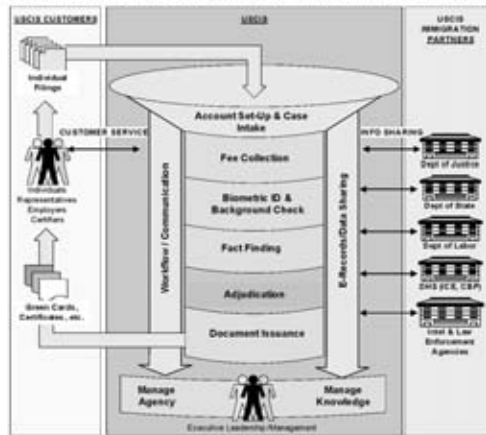 USCIS CUSTOMERS
USCIS
USCIS
IMMIGRATION
PARTNERS
Individual
Filings
Account Set-Up & Case
Intake
CUSTOMER SERVICE
INFO SHARING
Fee Collection
Dept of Justice
Individuals
Representatives
Employers
Certifiers
Biometric ID &
Background Check
Dept of State
Workflow / Communication
E-Records/Data Sharing
Fact Finding
Dept of Labor
Adjudication
DHS (ICE, CBP)
Green Cards,
Certificates, etc.
Document Issuance
Intel & Law
Enforcement
Agencies
Manage
Agency
Manage
Knowledge
Executive Leadership/Management